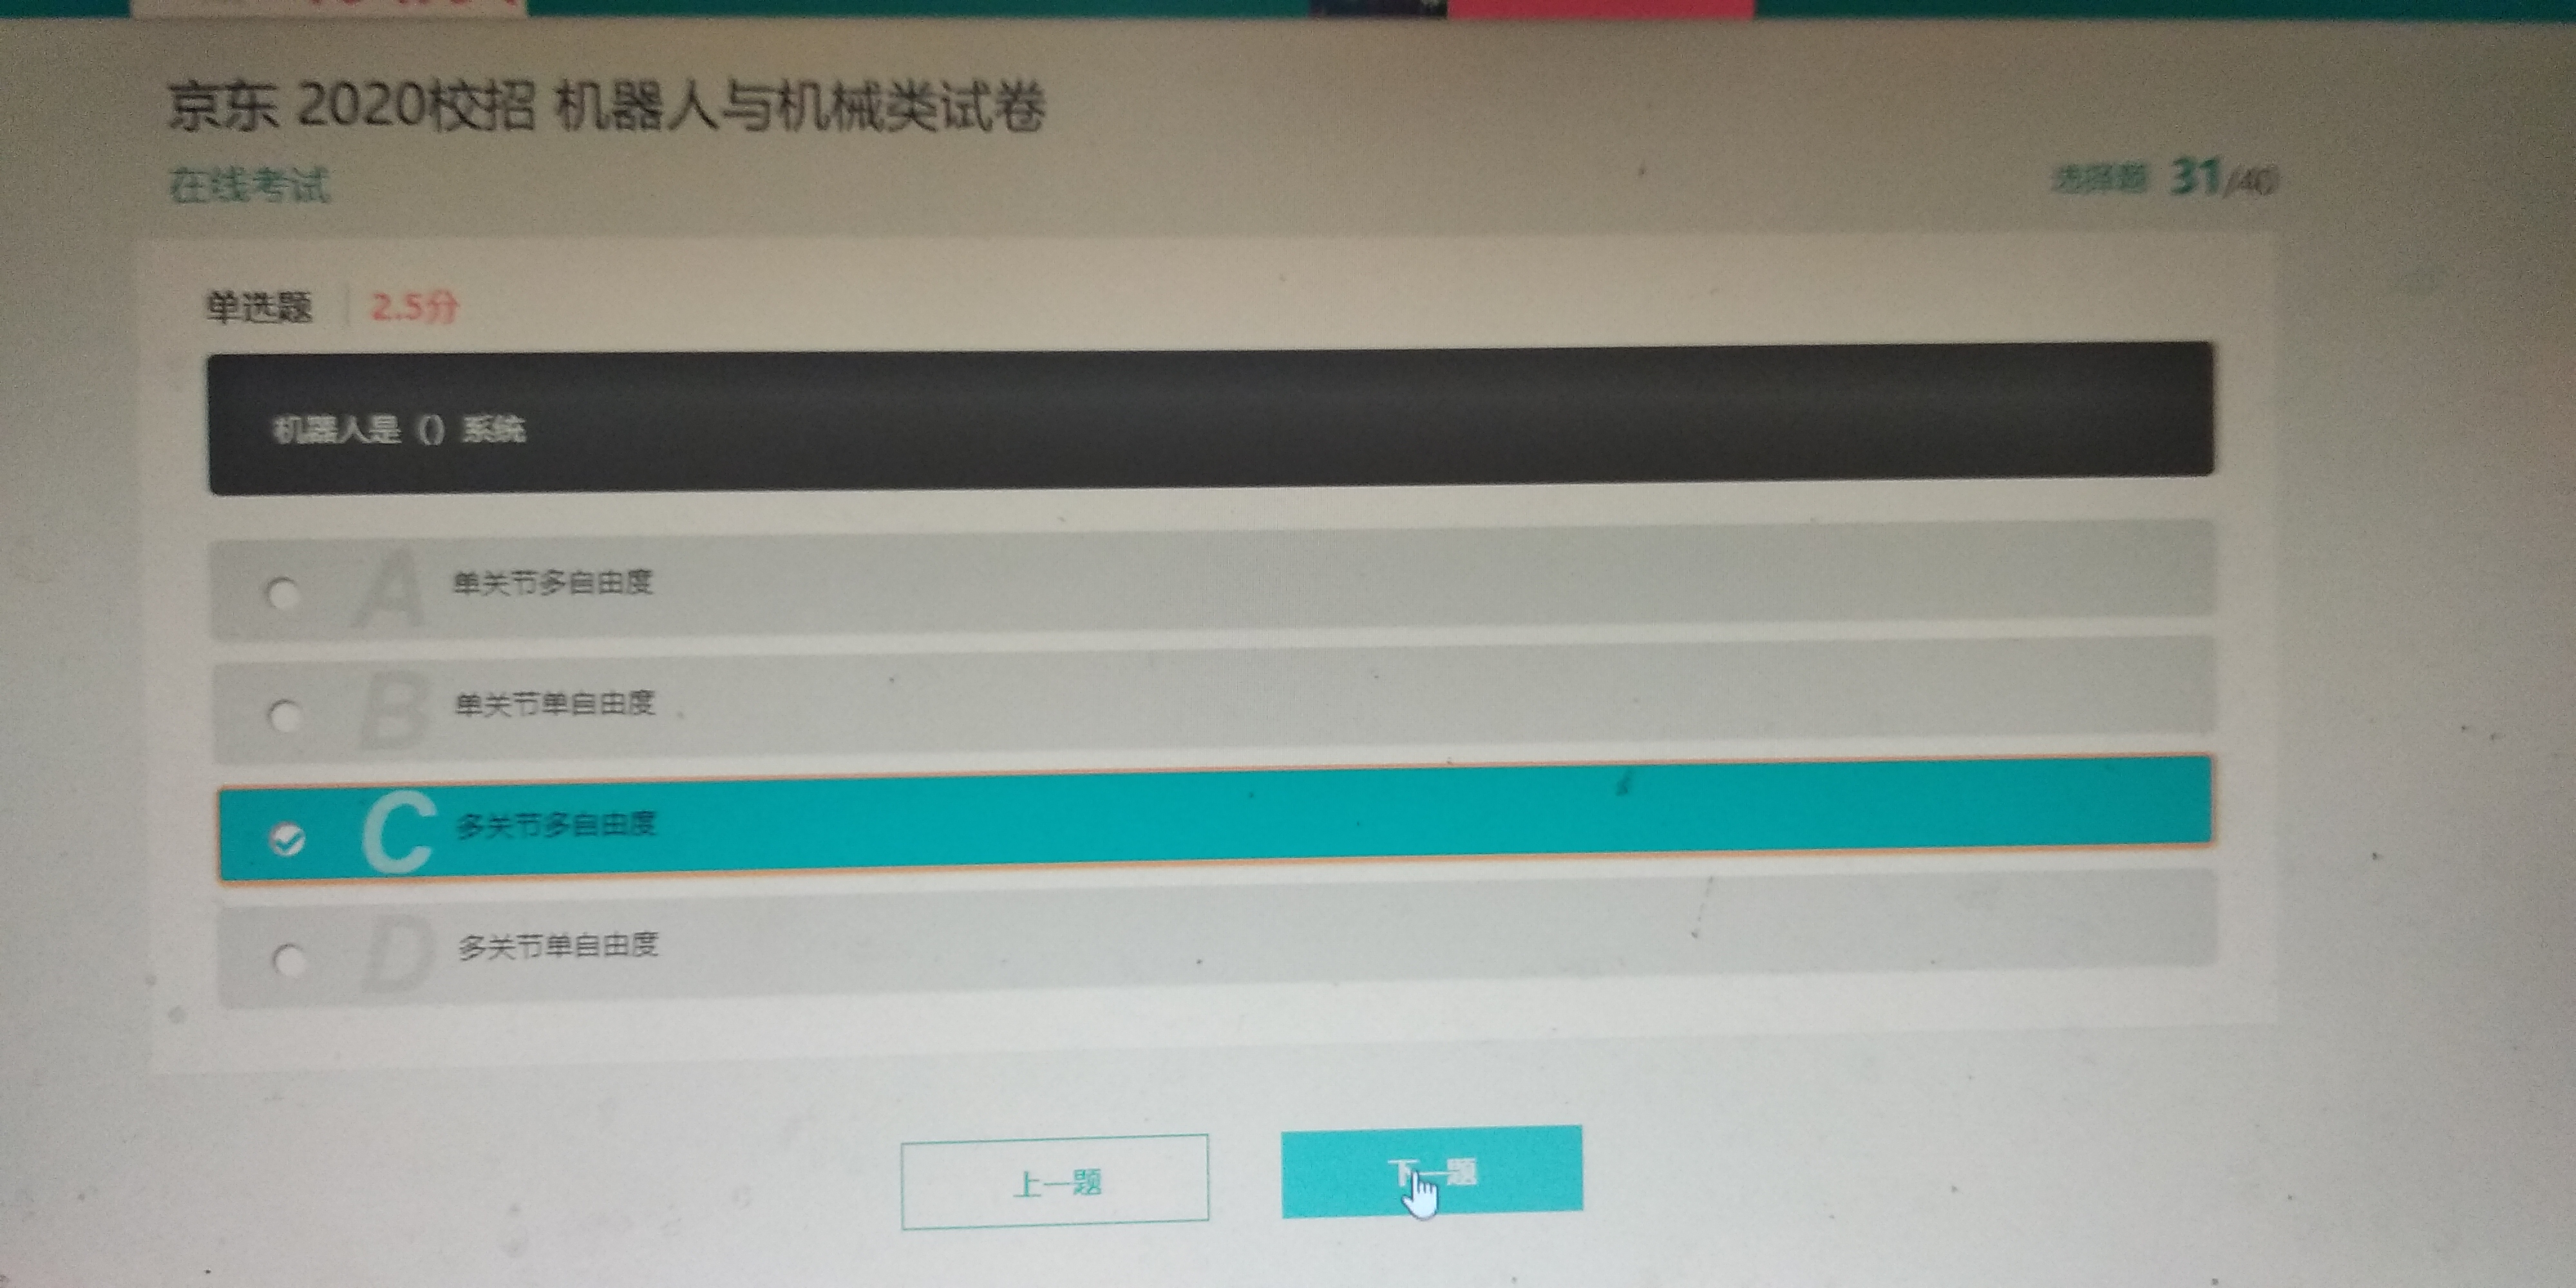 京东 2020校招 机器人与机械类试卷
在线考试
选择题 31/40
单选题 2.5分
机器人是（）系统
A 单关节多自由度
B 单关节单自由度
C 多关节多自由度
D 多关节单自由度
上一题
下一题